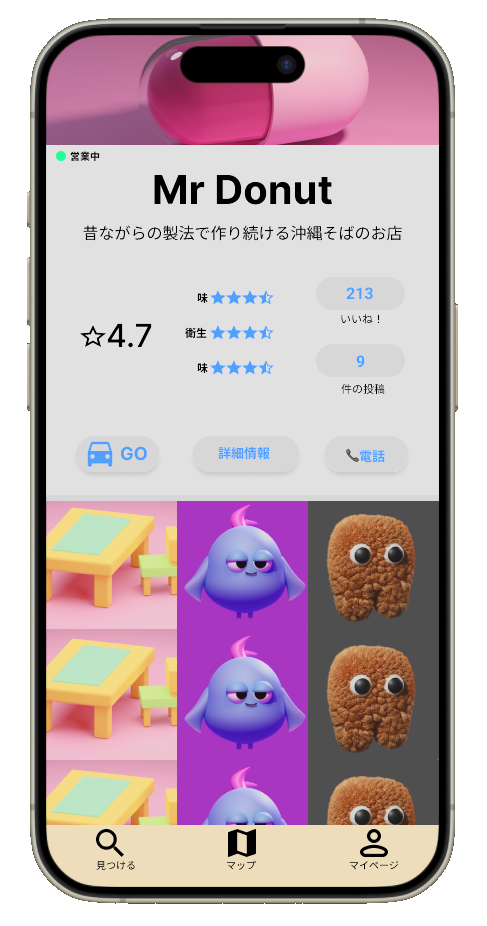 営業中
Mr Donut
昔ながらの製法で作り続ける沖縄そばのお店
4.7
味
衛生
味
213
いいね！
9
件の投稿
GO
詳細情報
電話
見つける
マップ
マイページ